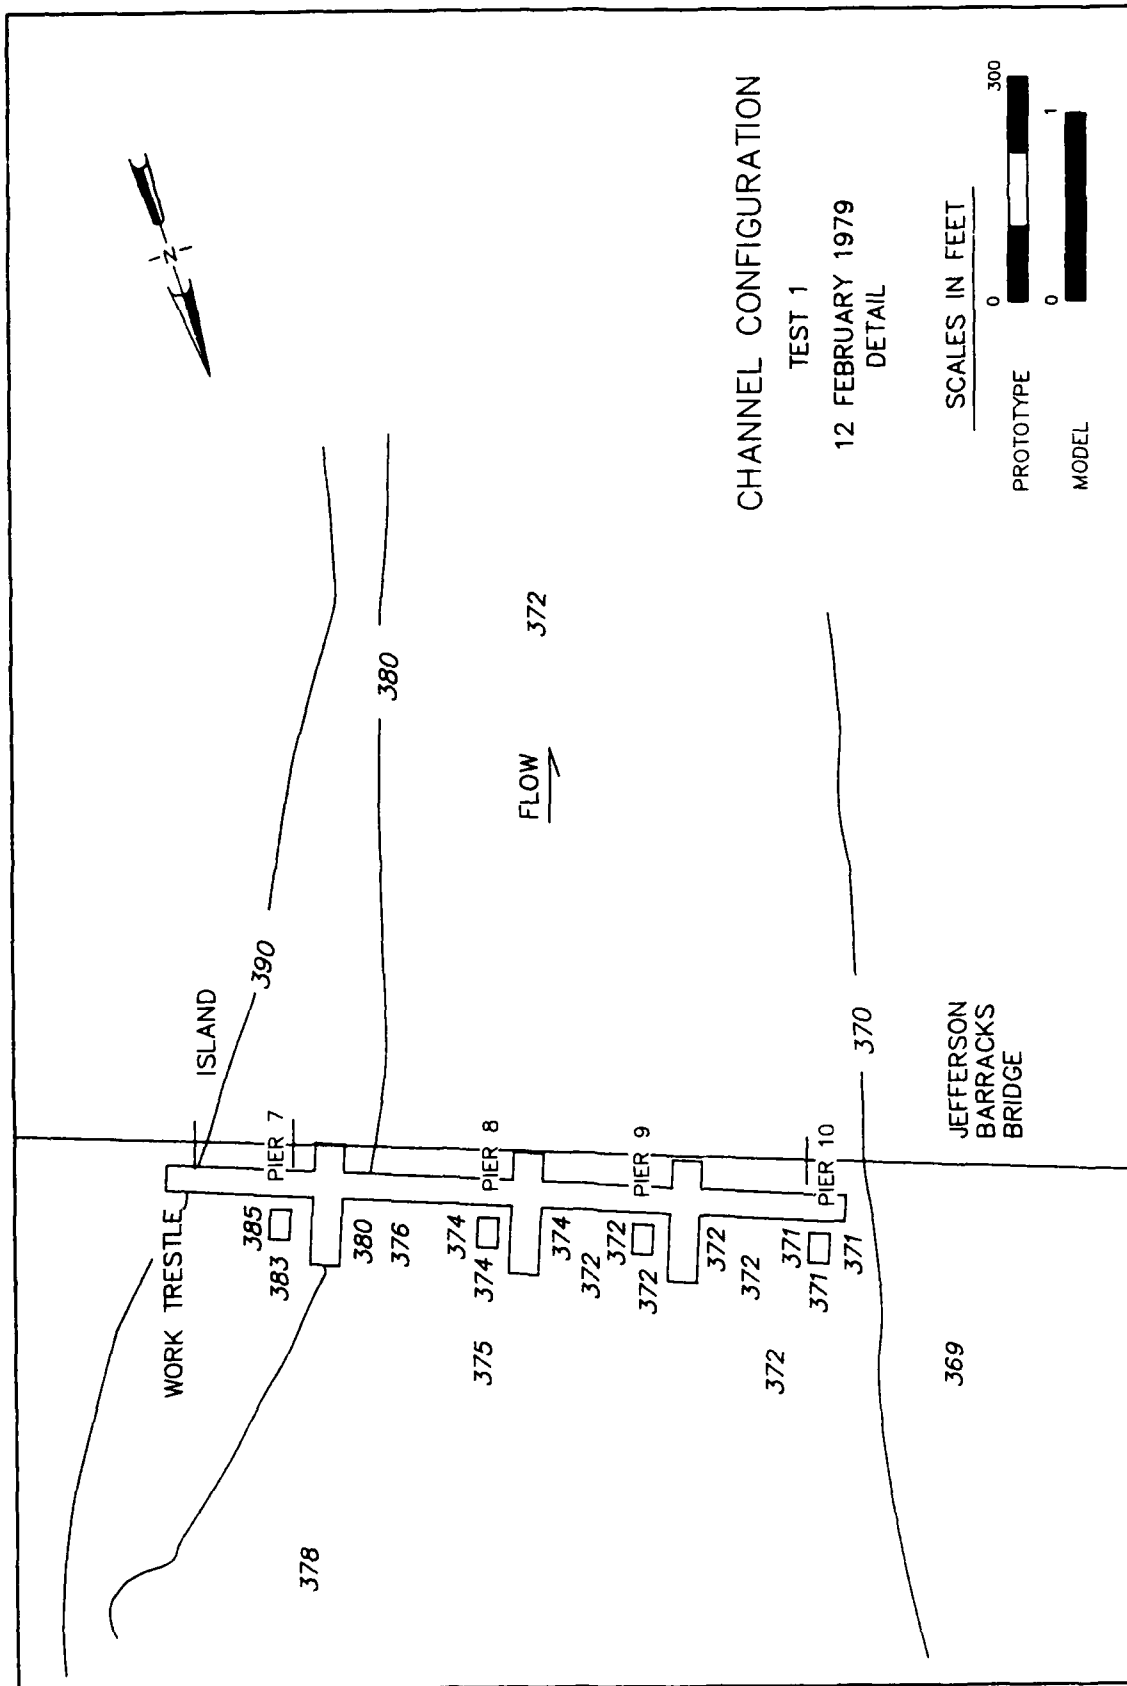 N
ISLAND
390
380
WORK TRESTLE
385
383
PIER 7
380
376
372
FLOW
378
374
374
PIER 8
375
374
372
372
372
PIER 9
372
372
372
371
371
PIER 10
371
370
369
JEFFERSON
BARRACKS
BRIDGE
CHANNEL CONFIGURATION
TEST 1
12 FEBRUARY 1979
DETAIL
SCALES IN FEET
PROTOTYPE 0 300
MODEL 0 1